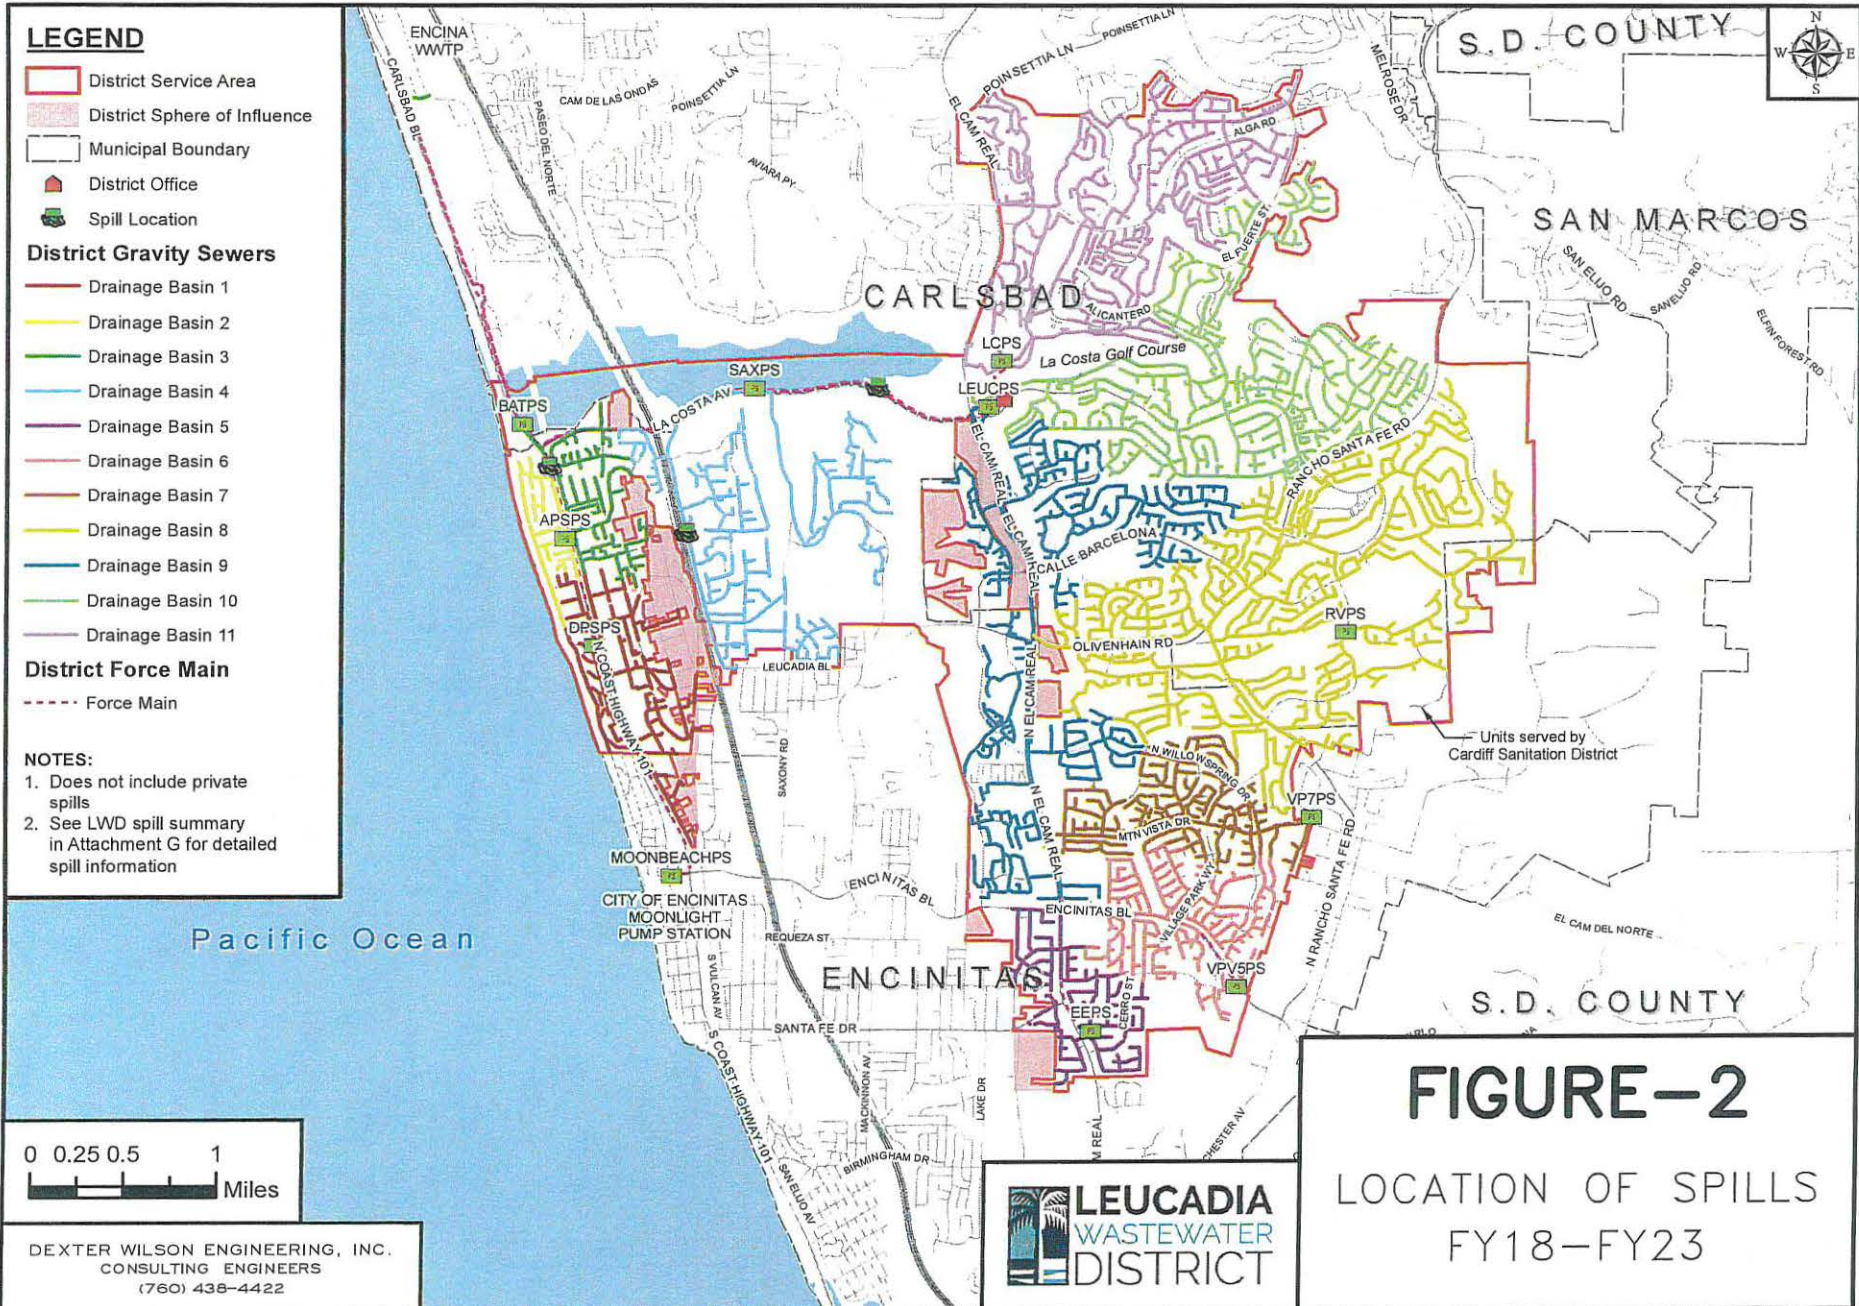 LEGEND
District Service Area
District Sphere of Influence
Municipal Boundary
District Office
Spill Location
District Gravity Sewers
Drainage Basin 1
Drainage Basin 2
Drainage Basin 3
Drainage Basin 4
Drainage Basin 5
Drainage Basin 6
Drainage Basin 7
Drainage Basin 8
Drainage Basin 9
Drainage Basin 10
Drainage Basin 11
District Force Main
Force Main
NOTES:
1. Does not include private
spills
2. See LWD spill summary
in Attachment G for detailed
spill information
ENCINA
WWTP
CARLSBAD BL
PASEO DEL NORTE
CAM DE LAS ONDAS
POINSETTIA LN
AVIARA PY
POINSETTIA LN
POINSETTIA LN
EL CAM REAL
MELROSE DR
S.D. COUNTY
N
W
E
S
ALGA RD
EL FUERTE ST
SAN MARCOS
SAN ELIJO RD
SAN ELIJO RD
ELFIN FOREST RD
CARLSBAD
ALICANTE RD
LCPS
La Costa Golf Course
SAXPS
LEUCPS
BATPS
LA COSTA AV
EL CAM REAL
RANCHO SANTA FE RD
APSPS
EL CAM REAL
CALLE BARCELONA
DPSPS
N COAST HIGHWAY 101
LEUCADIA BL
OLIVENHAIN RD
RVPS
N EL CAM REAL
Units served by
Cardiff Sanitation District
SAXONY RD
N WILLOWSPRING DR
VP7PS
N EL CAM REAL
MTN VISTA DR
MOONBEACHPS
CITY OF ENCINITAS
MOONLIGHT
PUMP STATION
ENCINITAS BL
ENCINITAS BL
VILLAGE PARK WY
N RANCHO SANTA FE RD
EL CAM DEL NORTE
Pacific Ocean
REQUEZA ST
S VULCAN AV
ENCINITAS
VPV5PS
EEPS
CERRO ST
S.D. COUNTY
SANTA FE DR
S COAST HIGHWAY 101
MACKINNON AV
LAKE DR
BIRMINGHAM DR
SAN ELIJO AV
M REAL
CHESTER AV
0 0.25 0.5 1
Miles
DEXTER WILSON ENGINEERING, INC.
CONSULTING ENGINEERS
(760) 438-4422
LEUCADIA
WASTEWATER
DISTRICT
FIGURE-2
LOCATION OF SPILLS
FY18-FY23